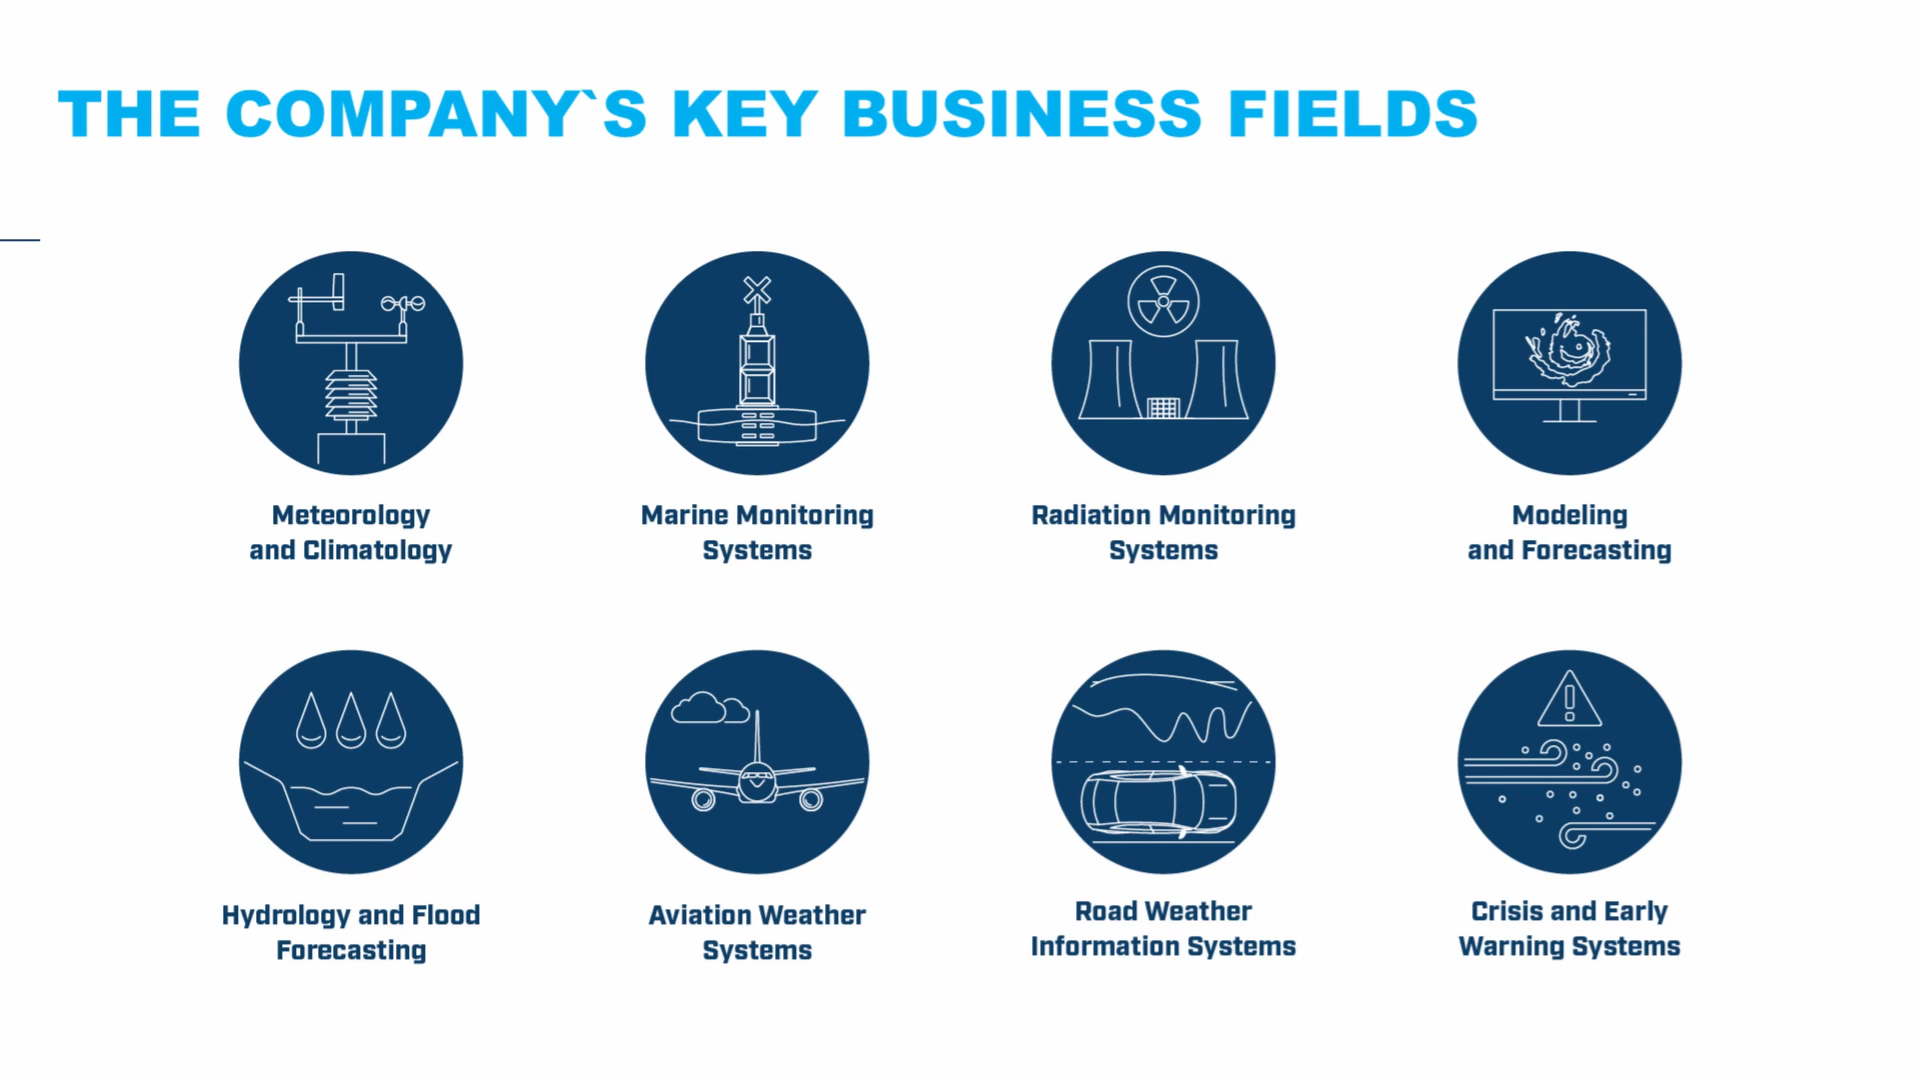 THE COMPANY`S KEY BUSINESS FIELDS
Meteorology
and Climatology
Marine Monitoring
Systems
Radiation Monitoring
Systems
Modeling
and Forecasting
Hydrology and Flood
Forecasting
Aviation Weather
Systems
Road Weather
Information Systems
Crisis and Early
Warning Systems